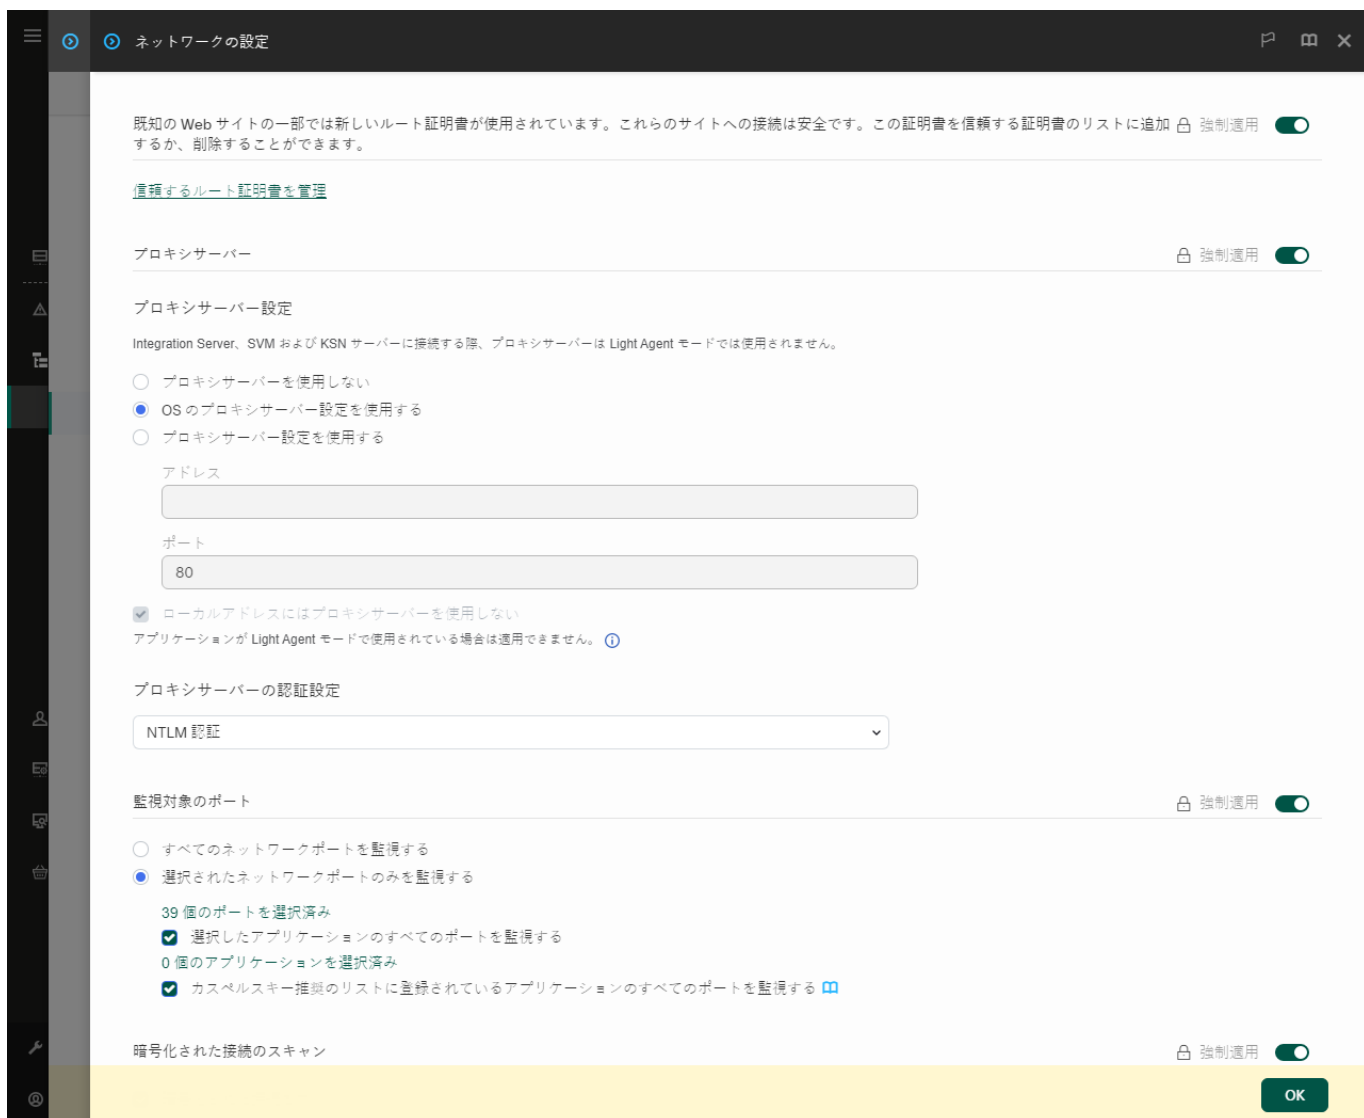 ネットワークの設定
既知の Web サイトの一部では新しいルート証明書が使用されています。これらのサイトへの接続は安全です。この証明書を信頼する証明書のリストに追加
するか、削除することができます。
強制適用
信頼するルート証明書を管理
プロキシサーバー
強制適用
プロキシサーバー設定
Integration Server、SVM および KSN サーバーに接続する際、プロキシサーバーは Light Agent モードでは使用されません。
プロキシサーバーを使用しない
OS のプロキシサーバー設定を使用する
プロキシサーバー設定を使用する
アドレス
ポート
80
ローカルアドレスにはプロキシサーバーを使用しない
アプリケーションが Light Agent モードで使用されている場合は適用できません。
プロキシサーバーの認証設定
NTLM 認証
監視対象のポート
強制適用
すべてのネットワークポートを監視する
選択されたネットワークポートのみを監視する
39 個のポートを選択済み
選択したアプリケーションのすべてのポートを監視する
0 個のアプリケーションを選択済み
カスペルスキー推奨のリストに登録されているアプリケーションのすべてのポートを監視する
暗号化された接続のスキャン
強制適用
OK